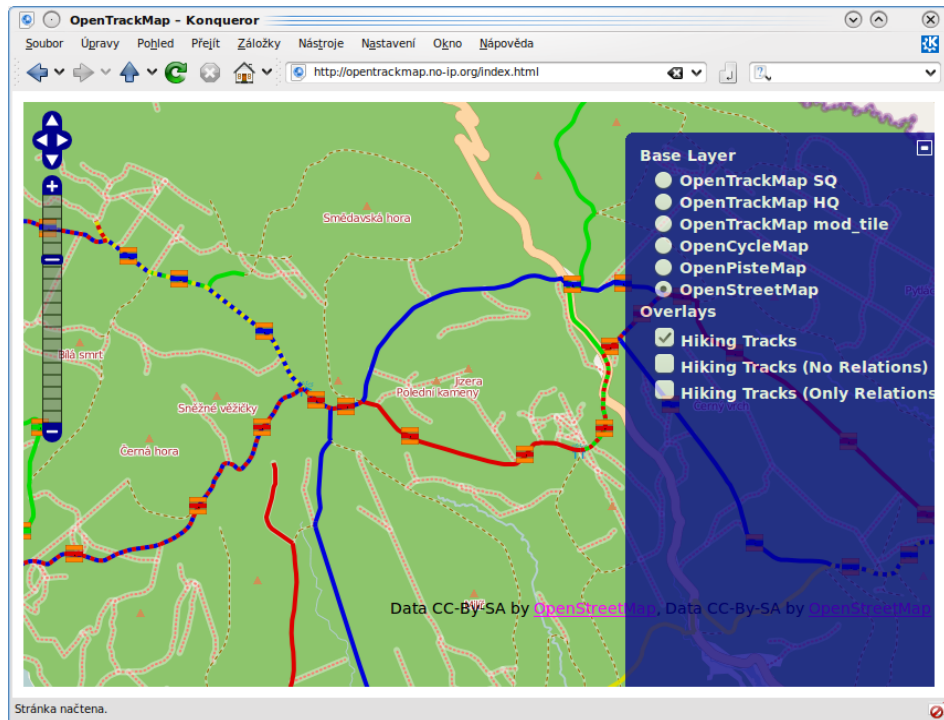 OpenTrackMap – Konqueror
Soubor Úpravy Pohled Přejít Záložky Nástroje Nastavení Okno Nápověda
http://opentrackmap.no-ip.org/index.html
Base Layer
OpenTrackMap SQ
OpenTrackMap HQ
OpenTrackMap mod_tile
OpenCycleMap
OpenPisteMap
OpenStreetMap
Overlays
Hiking Tracks
Hiking Tracks (No Relations)
Hiking Tracks (Only Relations
Smédavská hora
Bílá smrt
Jizera
Polední kameny
Sněžné věžičky
Černá hora
Černý vrch
Data CC-By-SA by OpenStreetMap, Data CC-By-SA by OpenStreetMap
Stránka načtena.